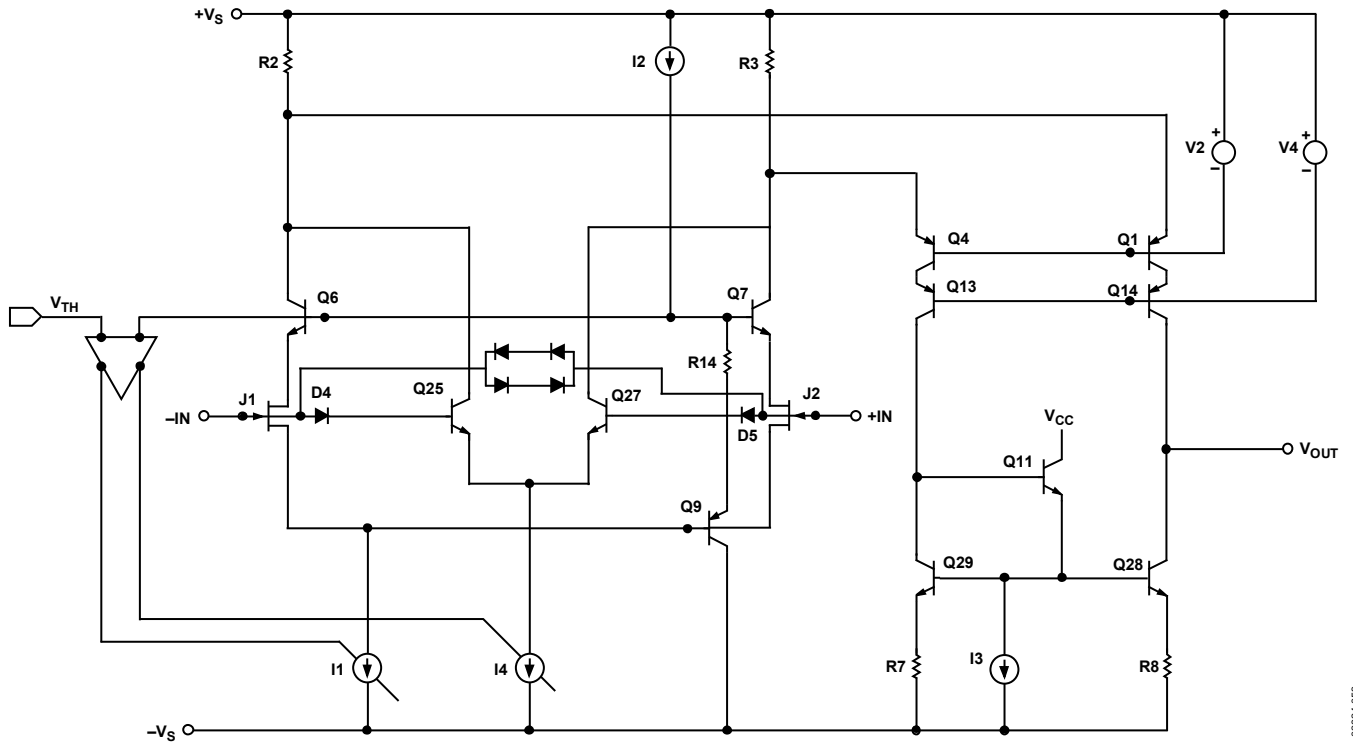 +VS
R2
I2
R3
V2
+
–
V4
+
–
Q4
Q1
Q13
Q14
VTH
Q6
Q7
R14
J1
D4
Q25
Q27
D5
J2
–IN
+IN
VCC
Q11
VOUT
Q9
Q29
Q28
I1
I4
R7
I3
R8
–VS